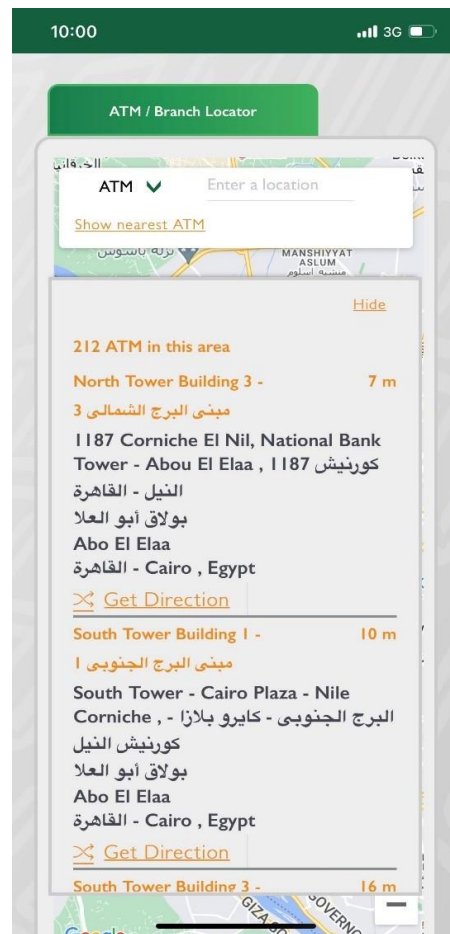 10:00
3G
ATM / Branch Locator
ATM
Enter a location
Show nearest ATM
MANSHIYYAT
ASLUM
منشية اسلوم
Hide
212 ATM in this area
North Tower Building 3 - 7 m
مبنى البرج الشمالى 3
1187 Corniche El Nil, National Bank
Tower - Abou El Elaa , 1187 كورنيش
النيل - القاهرة
بولاق أبو العلا
Abo El Elaa
القاهرة - Cairo , Egypt
Get Direction
South Tower Building 1 - 10 m
مبنى البرج الجنوبى 1
South Tower - Cairo Plaza - Nile
Corniche , - البرج الجنوبى - كايرو بلازا
كورنيش النيل
بولاق أبو العلا
Abo El Elaa
القاهرة - Cairo , Egypt
Get Direction
South Tower Building 3 - 16 m